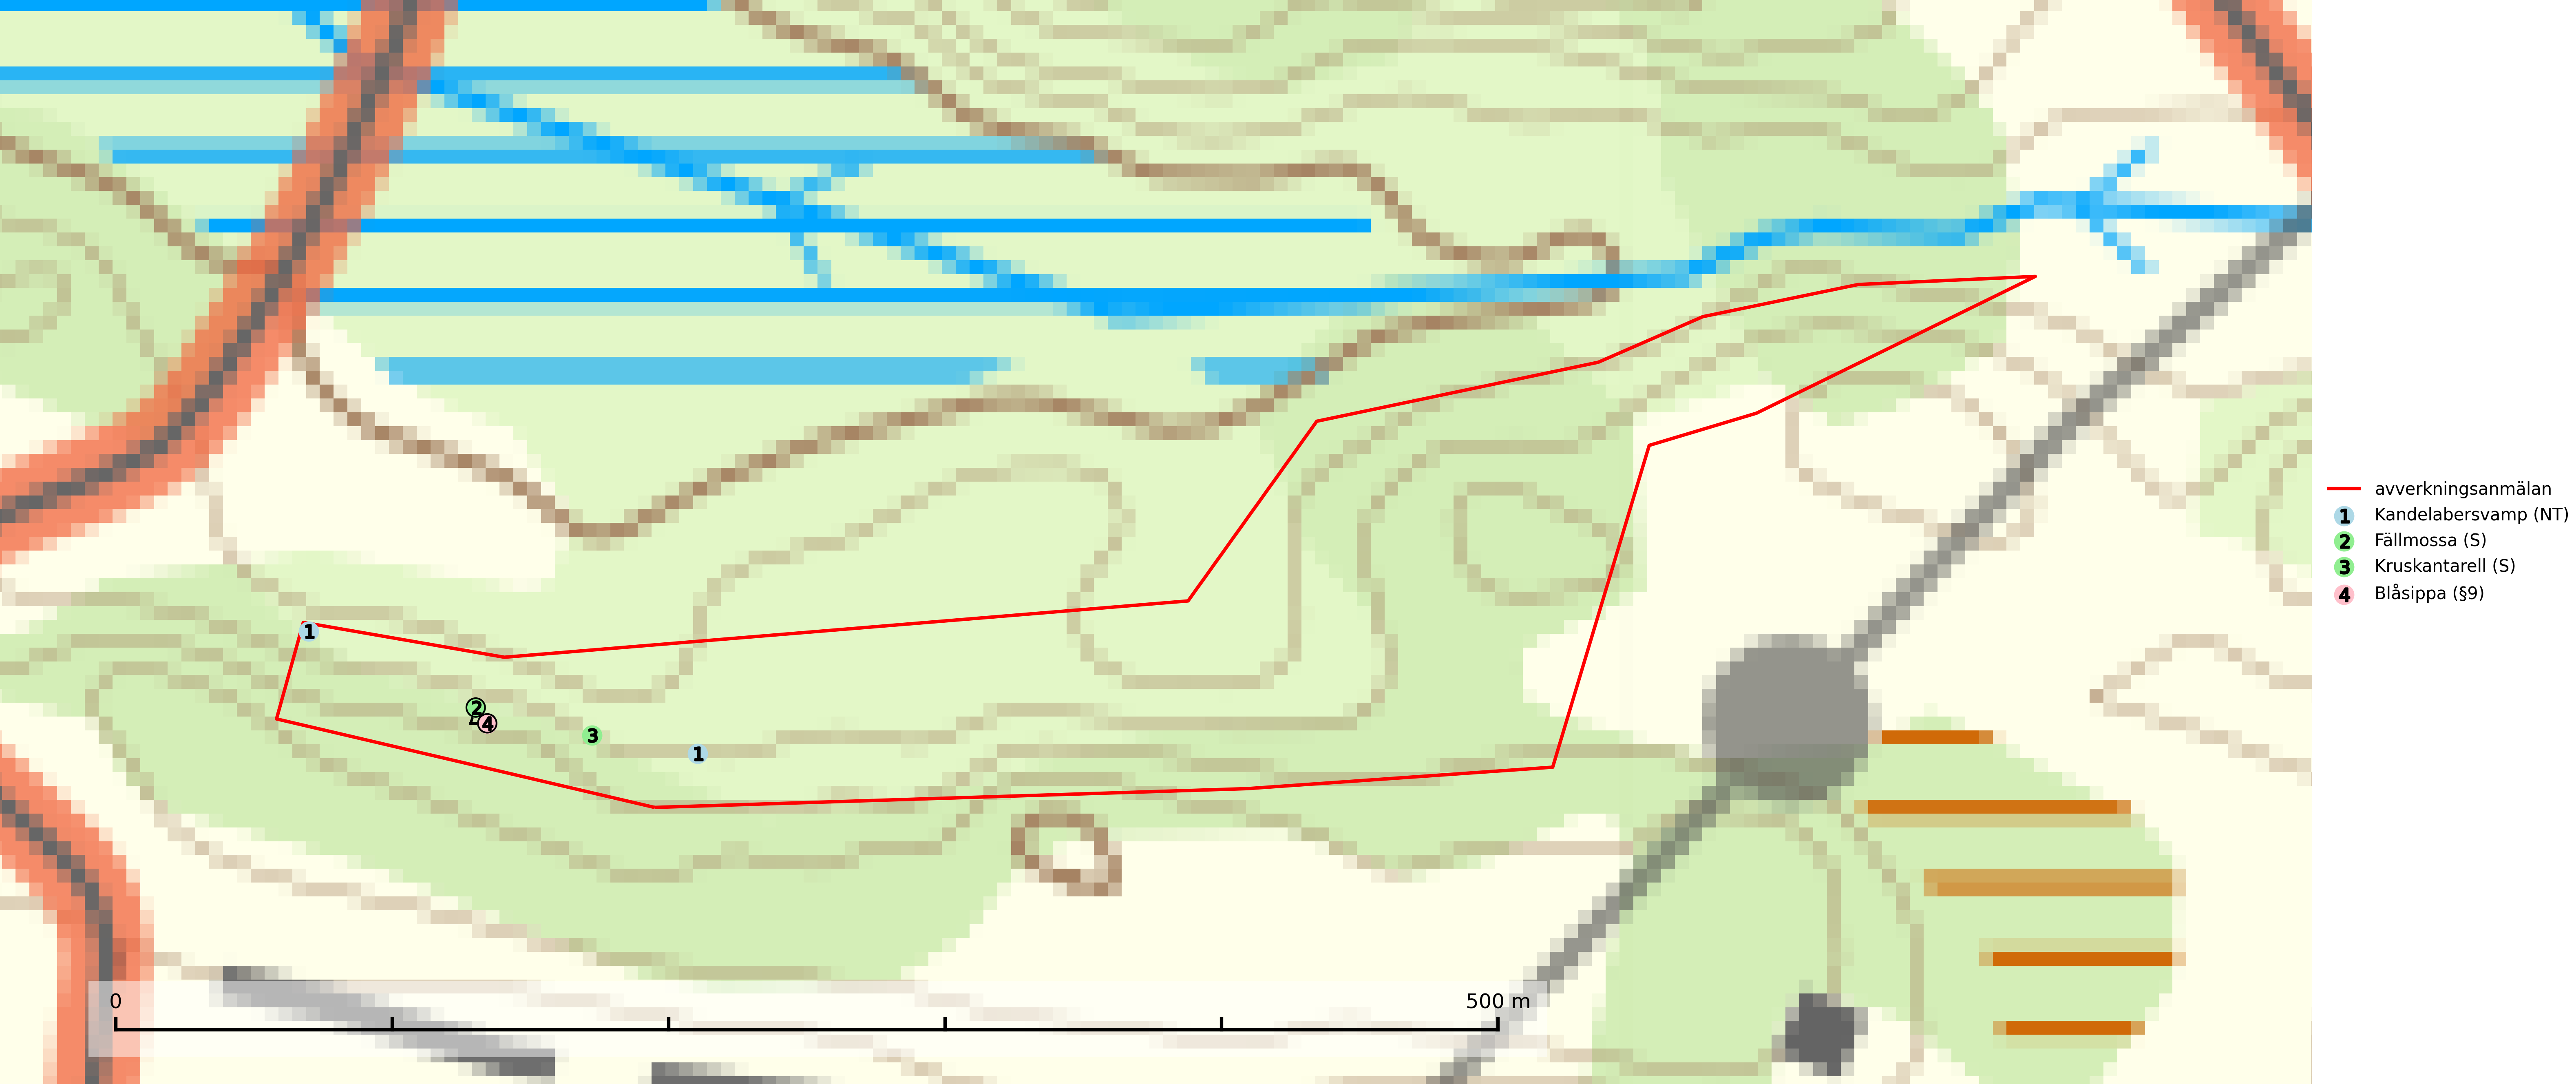 avverkningsanmälan
1 Kandelabersvamp (NT)
2 Fällmossa (S)
3 Kruskantarell (S)
4 Blåsippa (§9)
1
2
4
3
1
0 500 m